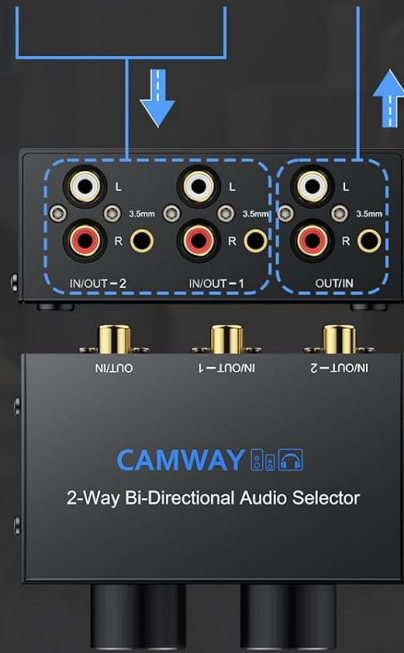 L
L
L
3.5mm
3.5mm
3.5mm
R
R
R
IN/OUT-2
IN/OUT-1
OUT/IN
OUT/IN
IN/OUT-1
IN/OUT-2
CAMWAY
2-Way Bi-Directional Audio Selector